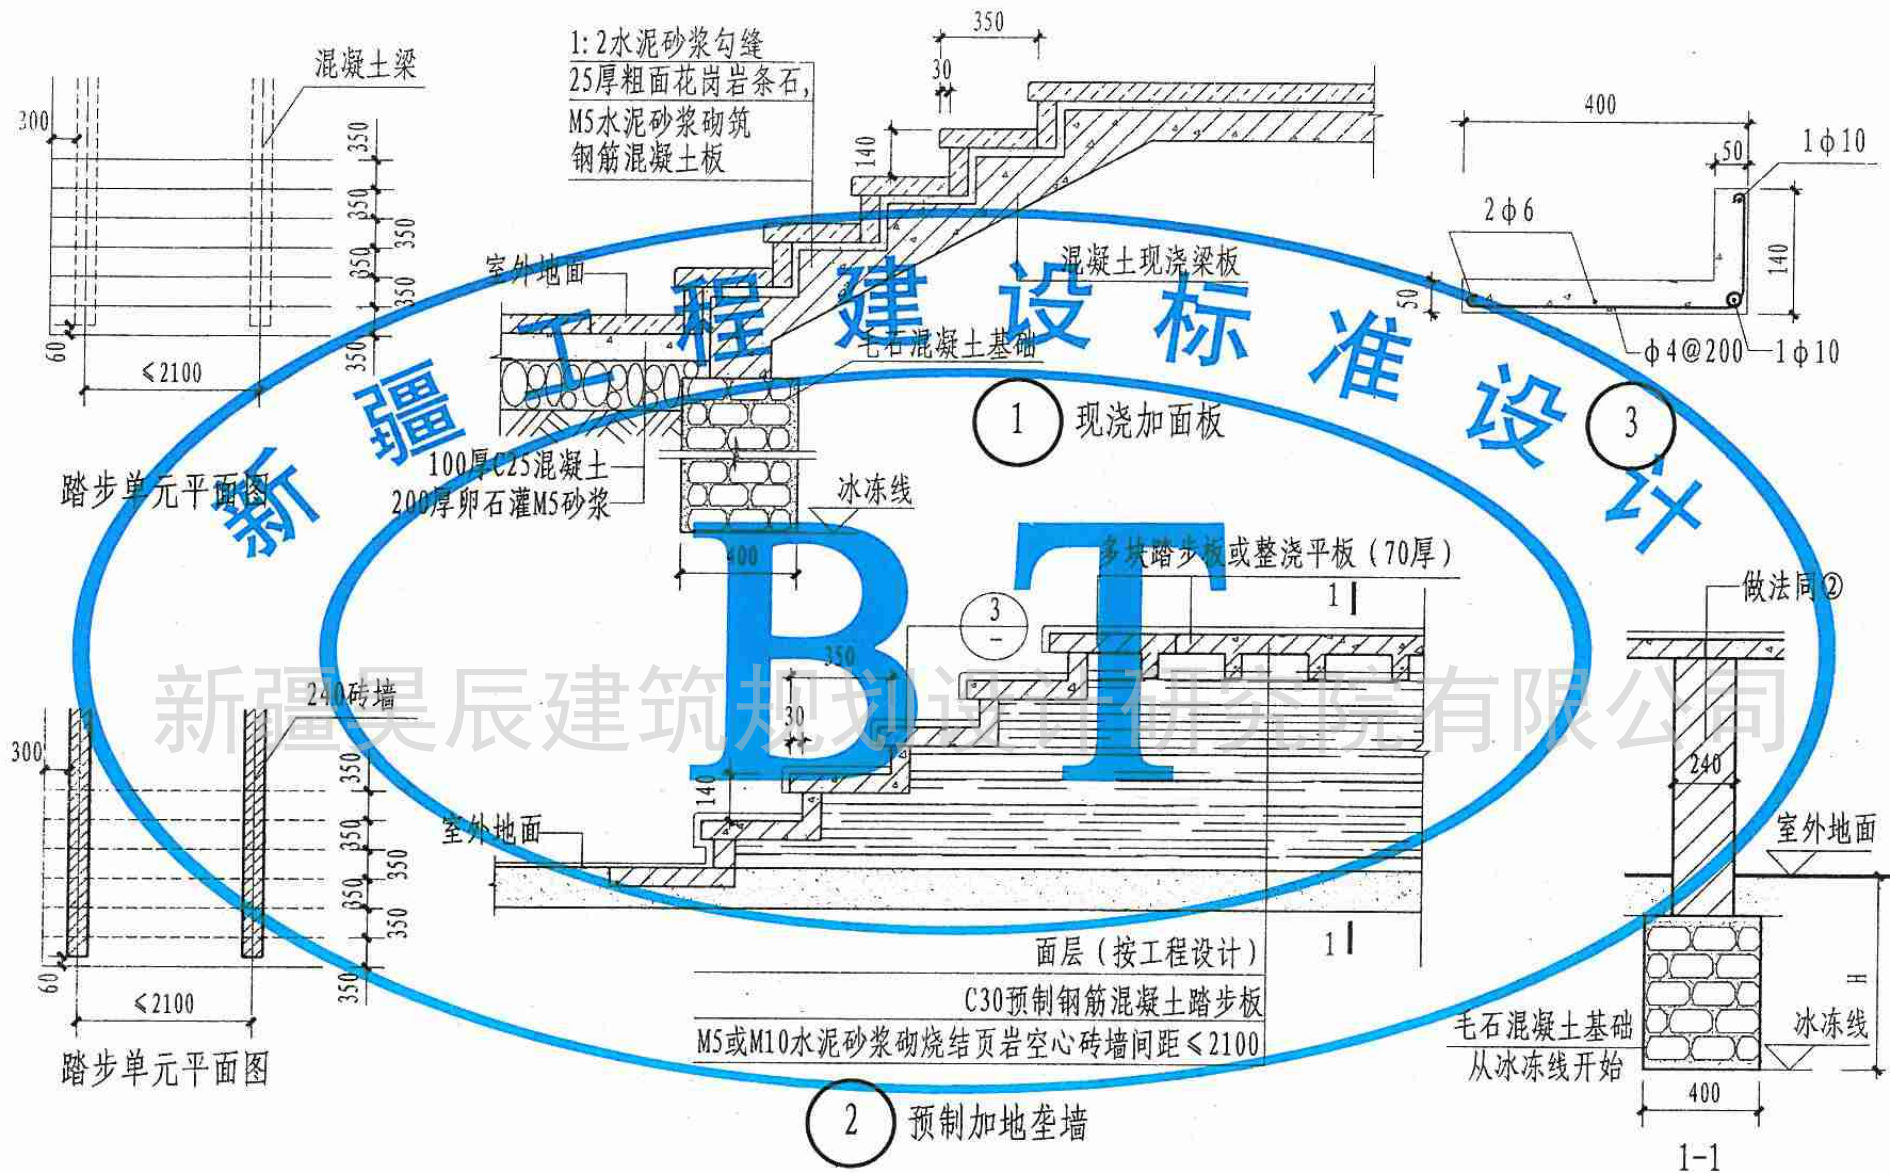 混凝土梁
300
350
350
350
350
350
350
60
≤2100
踏步单元平面图
1:2水泥砂浆勾缝
25厚粗面花岗岩条石,
M5水泥砂浆砌筑
钢筋混凝土板
350
30
140
室外地面
混凝土现浇梁板
毛石混凝土基础
100厚C25混凝土
200厚卵石灌M5砂浆
冰冻线
400
1 现浇加面板
400
50
1ϕ10
2ϕ6
140
50
ϕ4@200
1ϕ10
3
新疆工程建设标准设计
BT
新疆昊辰建筑规划设计研究院有限公司
240砖墙
300
350
350
350
350
350
350
60
≤2100
踏步单元平面图
多块踏步板或整浇平板(70厚)
1
3
-
350
30
140
室外地面
1
面层(按工程设计)
C30预制钢筋混凝土踏步板
M5或M10水泥砂浆砌烧结页岩空心砖墙间距≤2100
2 预制加地垄墙
做法同②
240
室外地面
H
毛石混凝土基础
从冰冻线开始
冰冻线
400
1-1